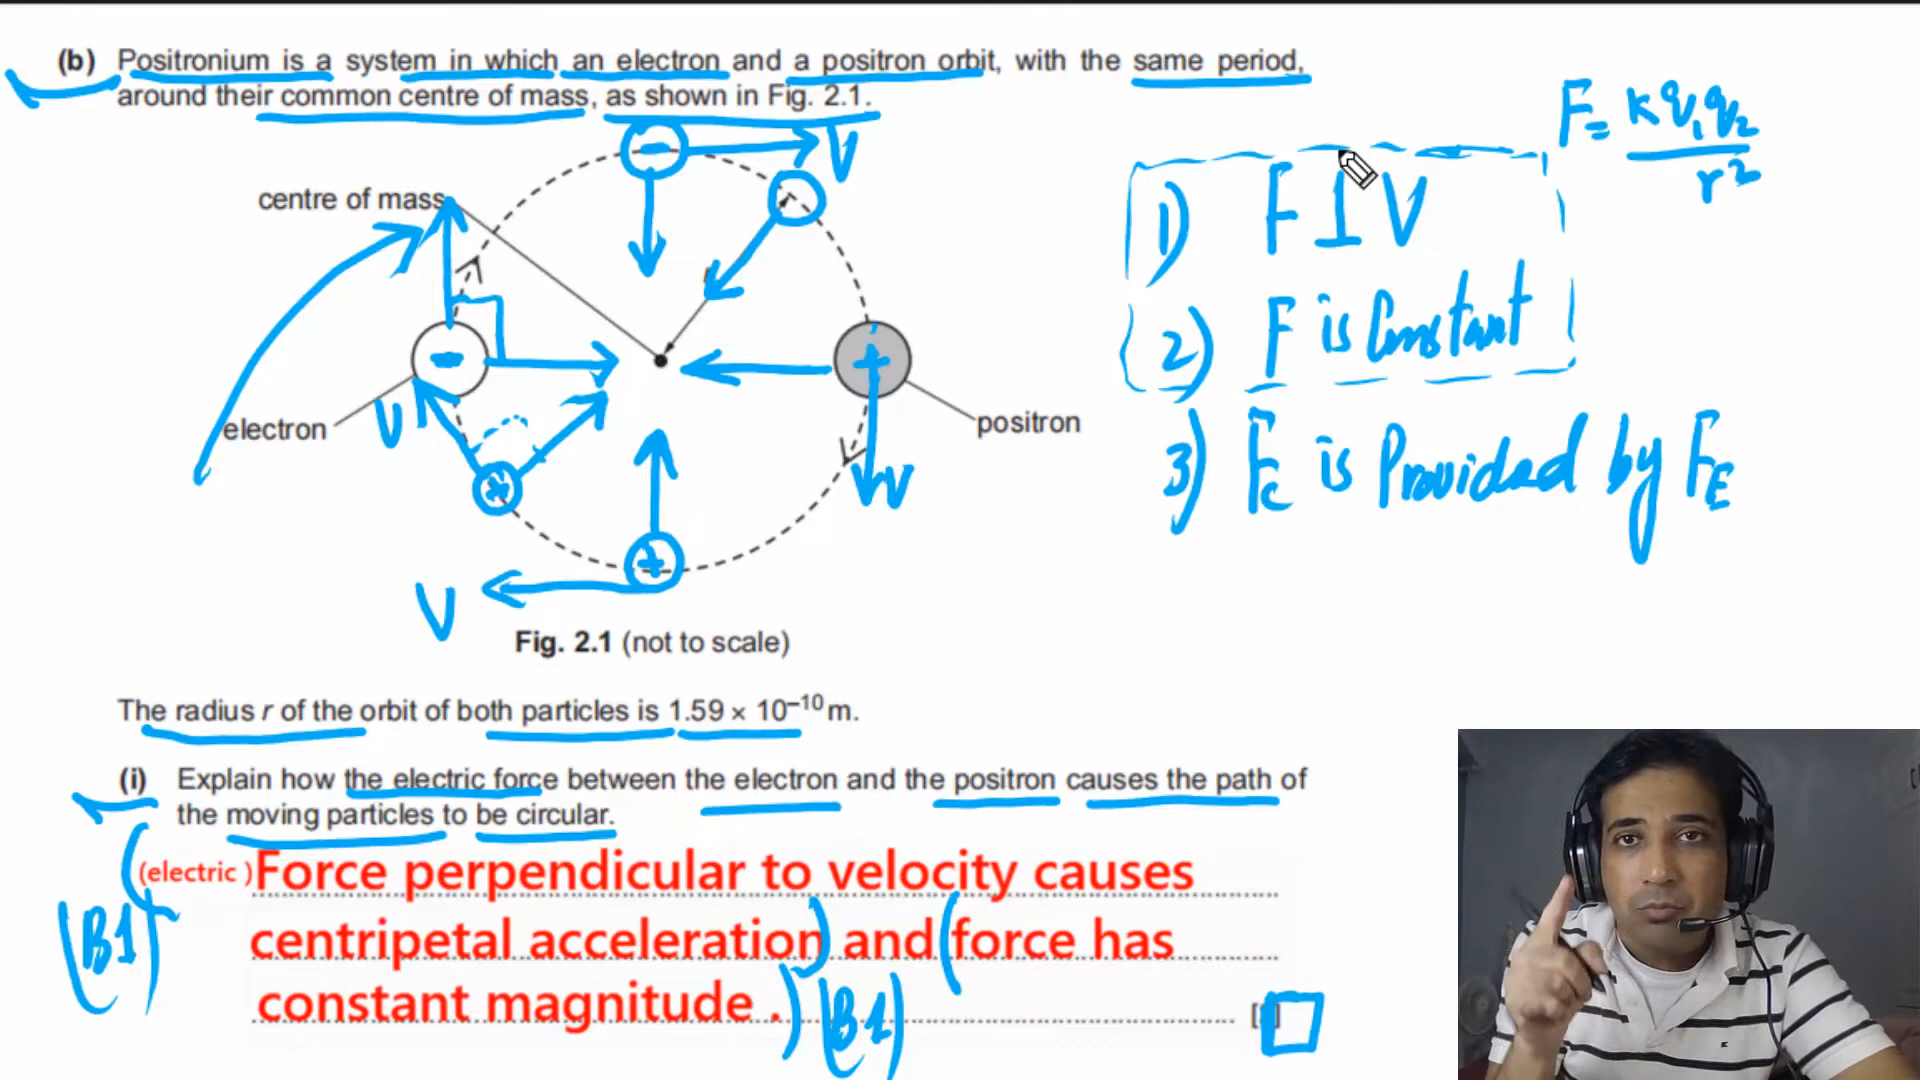 (b) Positronium is a system in which an electron and a positron orbit, with the same period,
around their common centre of mass, as shown in Fig. 2.1.
F = kq1q2
r²
-
V
centre of mass
1) F ⊥ V
2) F is Constant
-
+
electron
V
positron
V
3) Fc is Provided by FE
+
+
V
Fig. 2.1 (not to scale)
The radius r of the orbit of both particles is 1.59 × 10⁻¹⁰ m.
(i) Explain how the electric force between the electron and the positron causes the path of
the moving particles to be circular.
(electric) Force perpendicular to velocity causes
(B1) centripetal acceleration) and (force has
constant magnitude .) (B1)